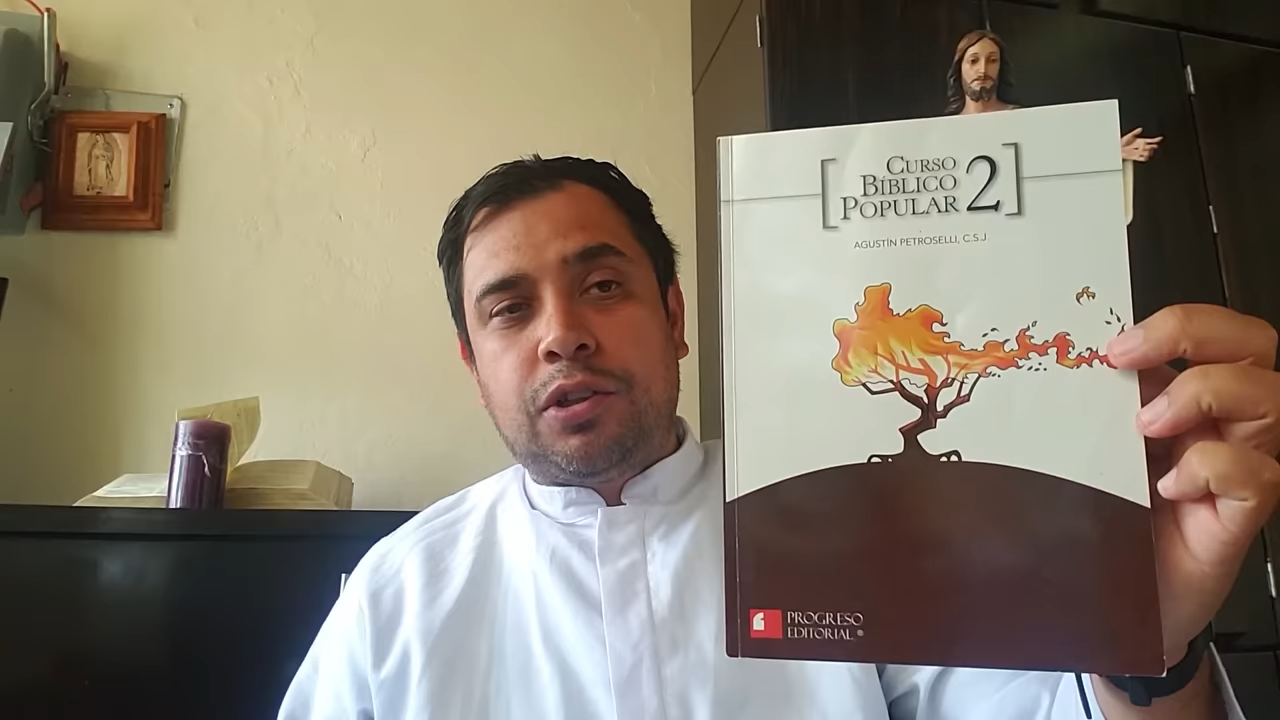 CURSO
BÍBLICO
POPULAR 2
AGUSTÍN PETROSELLI, C.S.J.
PROGRESO
EDITORIAL ®